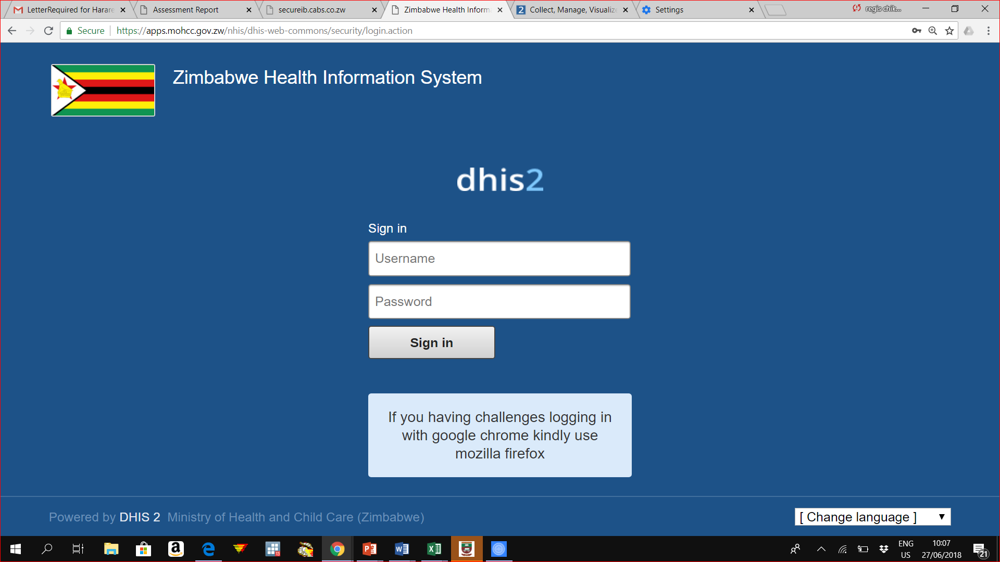 LetterRequired for Harare
Assessment Report
secureib.cabs.co.zw
Zimbabwe Health Inform
2 Collect, Manage, Visualize
Settings
regis chik...
Secure
https://apps.mohcc.gov.zw/nhis/dhis-web-commons/security/login.action
Zimbabwe Health Information System
dhis2
Sign in
Username
Password
Sign in
If you having challenges logging in
with google chrome kindly use
mozilla firefox
Powered by DHIS 2 Ministry of Health and Child Care (Zimbabwe)
[ Change language ]
ENG
US
10:07
27/06/2018
21